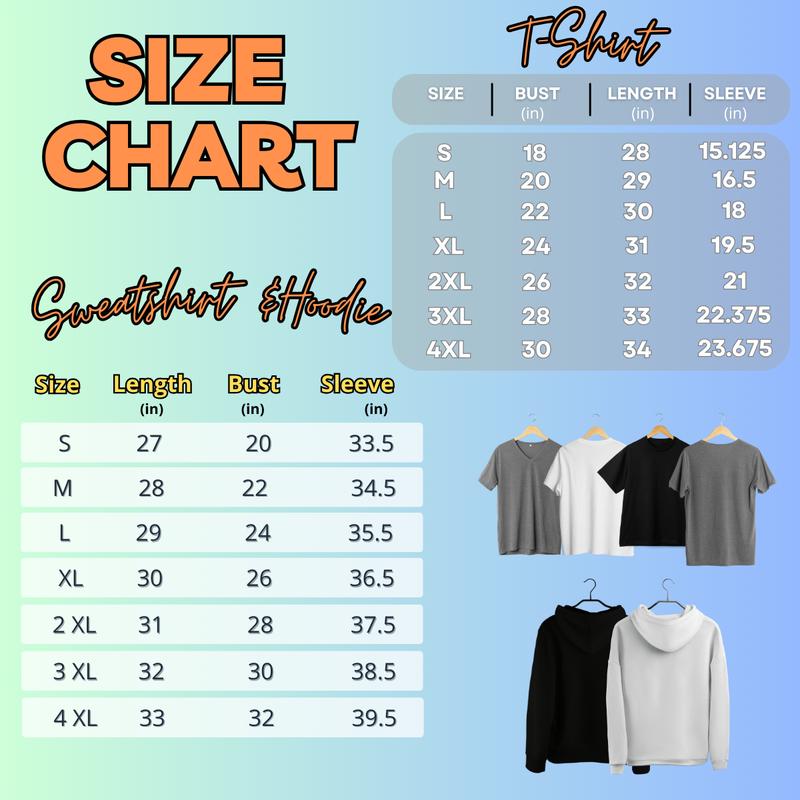 SIZE
CHART
T-Shirt
SIZE BUST LENGTH SLEEVE
(in) (in) (in)
S 18 28 15.125
M 20 29 16.5
L 22 30 18
XL 24 31 19.5
2XL 26 32 21
3XL 28 33 22.375
4XL 30 34 23.675
Sweatshirt &Hoodie
Size Length Bust Sleeve
(in) (in) (in)
S 27 20 33.5
M 28 22 34.5
L 29 24 35.5
XL 30 26 36.5
2 XL 31 28 37.5
3 XL 32 30 38.5
4 XL 33 32 39.5